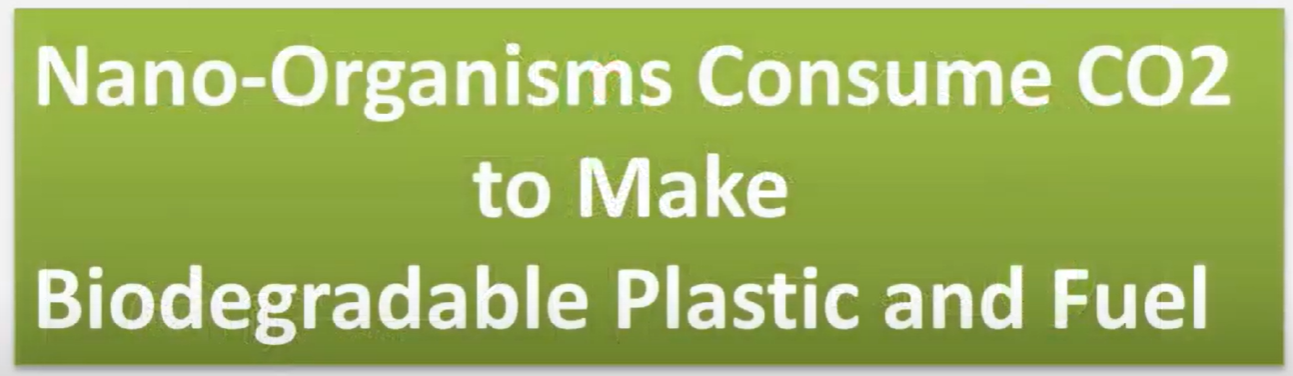 Nano-Organisms Consume CO2
to Make
Biodegradable Plastic and Fuel